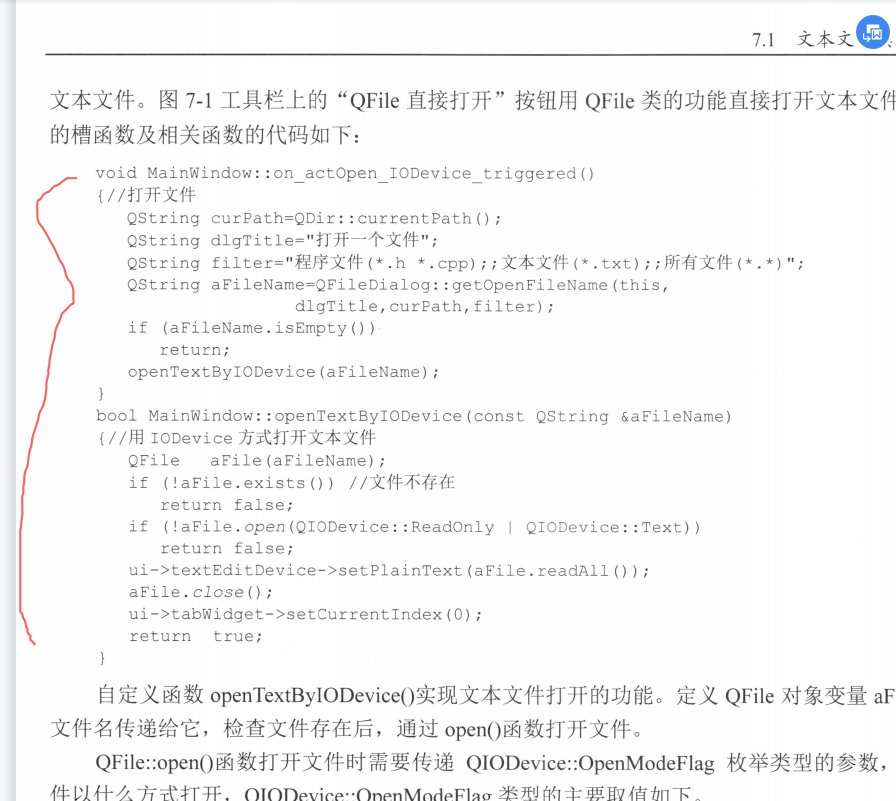 7.1 文本文
文本文件。图 7-1 工具栏上的“QFile 直接打开”按钮用 QFile 类的功能直接打开文本文件
的槽函数及相关函数的代码如下：
void MainWindow::on_actOpen_IODevice_triggered()
{//打开文件
QString curPath=QDir::currentPath();
QString dlgTitle="打开一个文件";
QString filter="程序文件(*.h *.cpp);;文本文件(*.txt);;所有文件(*.*)";
QString aFileName=QFileDialog::getOpenFileName(this,
dlgTitle,curPath,filter);
if (aFileName.isEmpty())
return;
openTextByIODevice(aFileName);
}
bool MainWindow::openTextByIODevice(const QString &aFileName)
{//用 IODevice 方式打开文本文件
QFile aFile(aFileName);
if (!aFile.exists()) //文件不存在
return false;
if (!aFile.open(QIODevice::ReadOnly | QIODevice::Text))
return false;
ui->textEditDevice->setPlainText(aFile.readAll());
aFile.close();
ui->tabWidget->setCurrentIndex(0);
return true;
}
自定义函数 openTextByIODevice()实现文本文件打开的功能。定义 QFile 对象变量 aF
文件名传递给它，检查文件存在后，通过 open()函数打开文件。
QFile::open()函数打开文件时需要传递 QIODevice::OpenModeFlag 枚举类型的参数，
件以什么方式打开，QIODevice::OpenModeFlag 类型的主要取值如下。